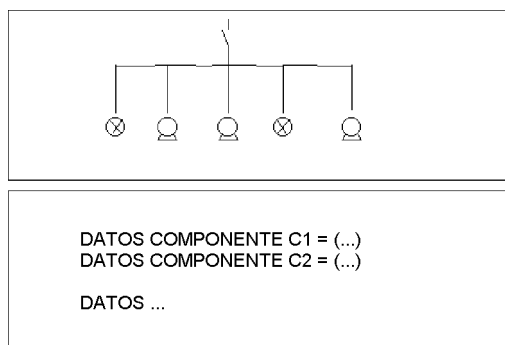 DATOS COMPONENTE C1 = (...)
DATOS COMPONENTE C2 = (...)
DATOS ...